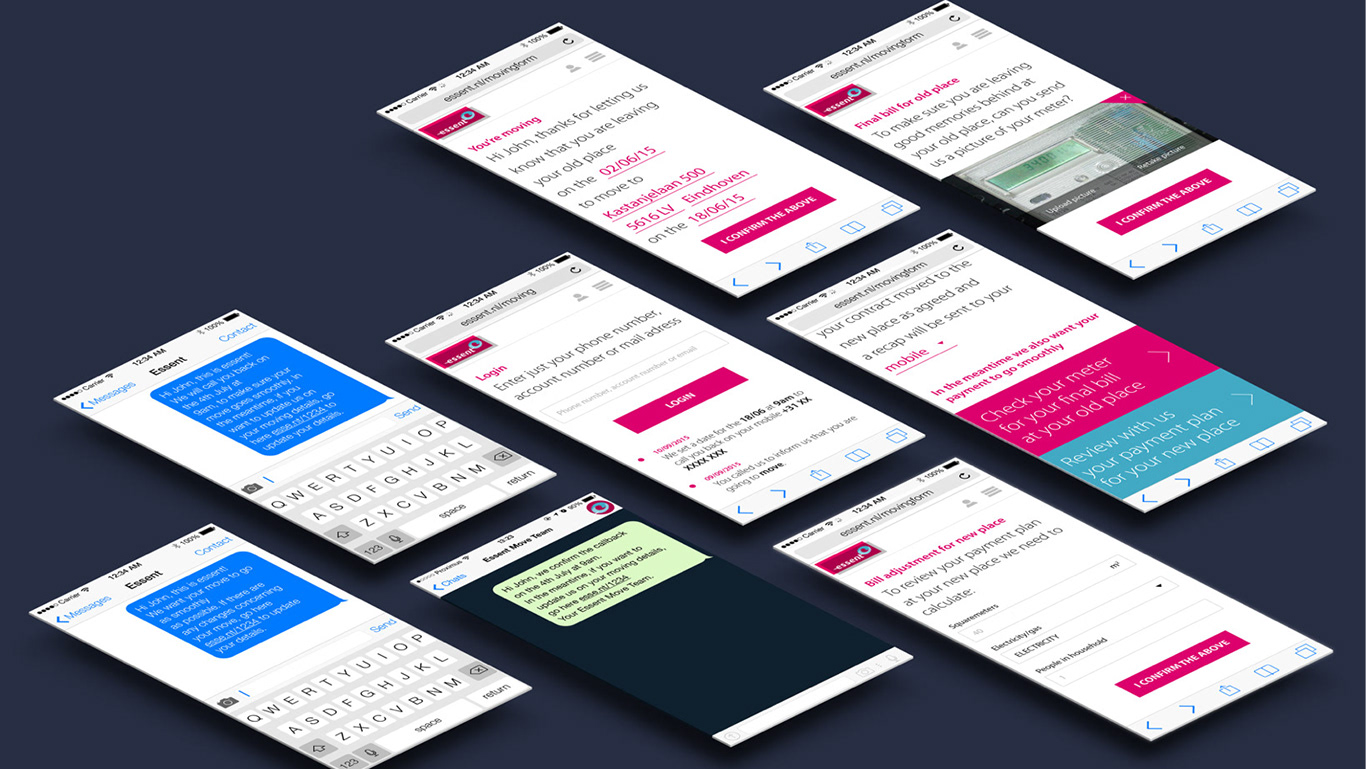 ●●●●○ Carrier 12:34 AM 100%
essent.nl/movingform
essent
You're moving
Hi John, thanks for letting us
know that you are leaving
your old place
on the 02/06/15
to move to
Kastanjelaan 500
5616 LV Eindhoven
on the 18/06/15
I CONFIRM THE ABOVE
●●●●○ Carrier 12:34 AM 100%
essent.nl/movingform
essent
Final bill for old place
To make sure you are leaving
good memories behind at
your old place, can you send
us a picture of your meter?
Upload picture Retake picture
I CONFIRM THE ABOVE
●●●●○ Carrier 12:34 AM 100%
Messages Essent Contact
Hi John, this is essent!
We will call you back on
the 4th July at
9am, to make sure your
move goes smoothly. In
the meantime, if you
want update us on
your moving details, go
here esse.nt/1234 to
update your details.
Send
Q W E R T Y U I O P
A S D F G H J K L
Z X C V B N M
123 space return
●●●●○ Carrier 12:34 AM 100%
essent.nl/moving
essent
Login
Enter just your phone number,
account number or mail adress
Phone number, account number or email
LOGIN
10/09/2015
We set a date for the 18/06 at 9am to
call you back on your mobile +31 XX
XXXX XXX
09/09/2015
You called us to inform us that you are
going to move.
●●●●○ Carrier 12:34 AM 100%
essent.nl/movingform
your contract moved to the
new place as agreed and
a recap will be sent to your
mobile
In the meantime we also want your
payment to go smoothly
Check your meter
for your final bill
at your old place
Review with us
your payment plan
for your new place
●●●●○ Carrier 12:34 AM 100%
Messages Essent Contact
Hi John, this is essent!
We want your move to go
as smoothly
as possible. If there are
any changes concerning
your move, go here
esse.nt/1234 to update
your details.
Send
Q W E R T Y U I O P
A S D F G H J K L
Z X C V B N M
123 space return
Proximus 90%
Chats Essent Move Team
Hi John, we confirm the callback
on the 4th July at 9am.
In the meantime, if you want to
update us on your moving details,
go here esse.nt/1234
Your Essent Move Team.
●●●●○ Carrier 12:34 AM 100%
essent.nl/movingform
essent
Bill adjustment for new place
To review your payment plan
at your new place we need to
calculate:
Squaremeters
40 m²
Electricity/gas
ELECTRICITY
People in household
1
I CONFIRM THE ABOVE